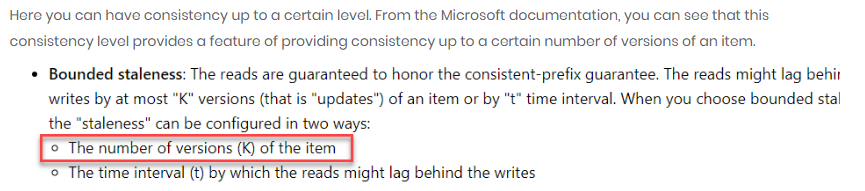 Here you can have consistency up to a certain level. From the Microsoft documentation, you can see that this
consistency level provides a feature of providing consistency up to a certain number of versions of an item.
• Bounded staleness: The reads are guaranteed to honor the consistent-prefix guarantee. The reads might lag
writes by at most "K" versions (that is "updates") of an item or by "t" time interval. When you choose bounded
the "staleness" can be configured in two ways:
○ The number of versions (K) of the item
○ The time interval (t) by which the reads might lag behind the writes